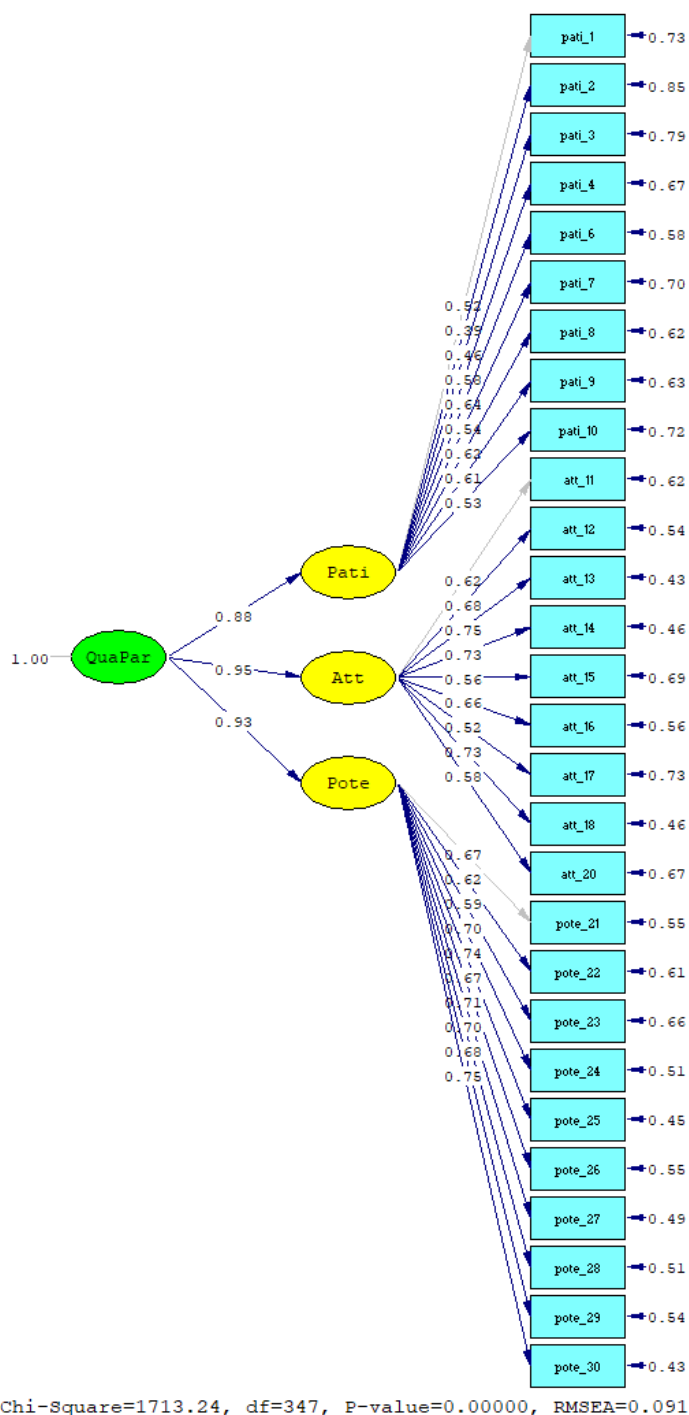 pati_1
0.73
pati_2
0.85
pati_3
0.79
pati_4
0.67
pati_6
0.58
pati_7
0.70
pati_8
0.62
pati_9
0.63
pati_10
0.72
att_11
0.62
att_12
0.54
att_13
0.43
att_14
0.46
att_15
0.69
att_16
0.56
att_17
0.73
att_18
0.46
att_20
0.67
pote_21
0.55
pote_22
0.61
pote_23
0.66
pote_24
0.51
pote_25
0.45
pote_26
0.55
pote_27
0.49
pote_28
0.51
pote_29
0.54
pote_30
0.43
0.52
0.39
0.46
0.58
0.64
0.54
0.62
0.61
0.53
Pati
0.62
0.68
0.75
0.73
0.56
0.66
0.52
0.73
0.58
Att
0.67
0.62
0.59
0.70
0.74
0.67
0.71
0.70
0.68
0.75
Pote
0.88
0.95
0.93
1.00
QuaPar
Chi-Square=1713.24, df=347, P-value=0.00000, RMSEA=0.091